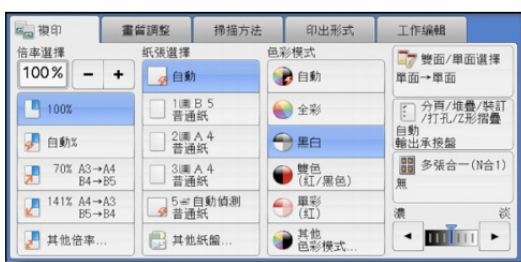 複印
畫質調整
掃描方法
印出形式
工作編輯
倍率選擇
100%
-
+
100%
自動%
70% A3→A4
B4→B5
141% A4→A3
B5→B4
其他倍率...
紙張選擇
自動
1 B 5
普通紙
2 A 4
普通紙
3 A 4
普通紙
5 自動偵測
普通紙
其他紙盤...
色彩模式
自動
全彩
黑白
雙色
(紅/黑色)
單彩
(紅)
其他
色彩模式...
雙面/單面選擇
單面→單面
分頁/堆疊/裝訂
/打孔/Z形摺疊
自動
輸出承接盤
多張合一(N合1)
無
濃 淡